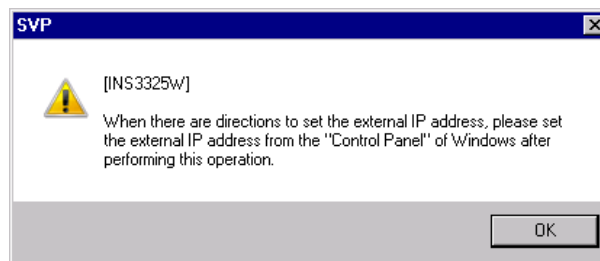 SVP
[INS3325W]
When there are directions to set the external IP address, please set
the external IP address from the "Control Panel" of Windows after
performing this operation.
OK